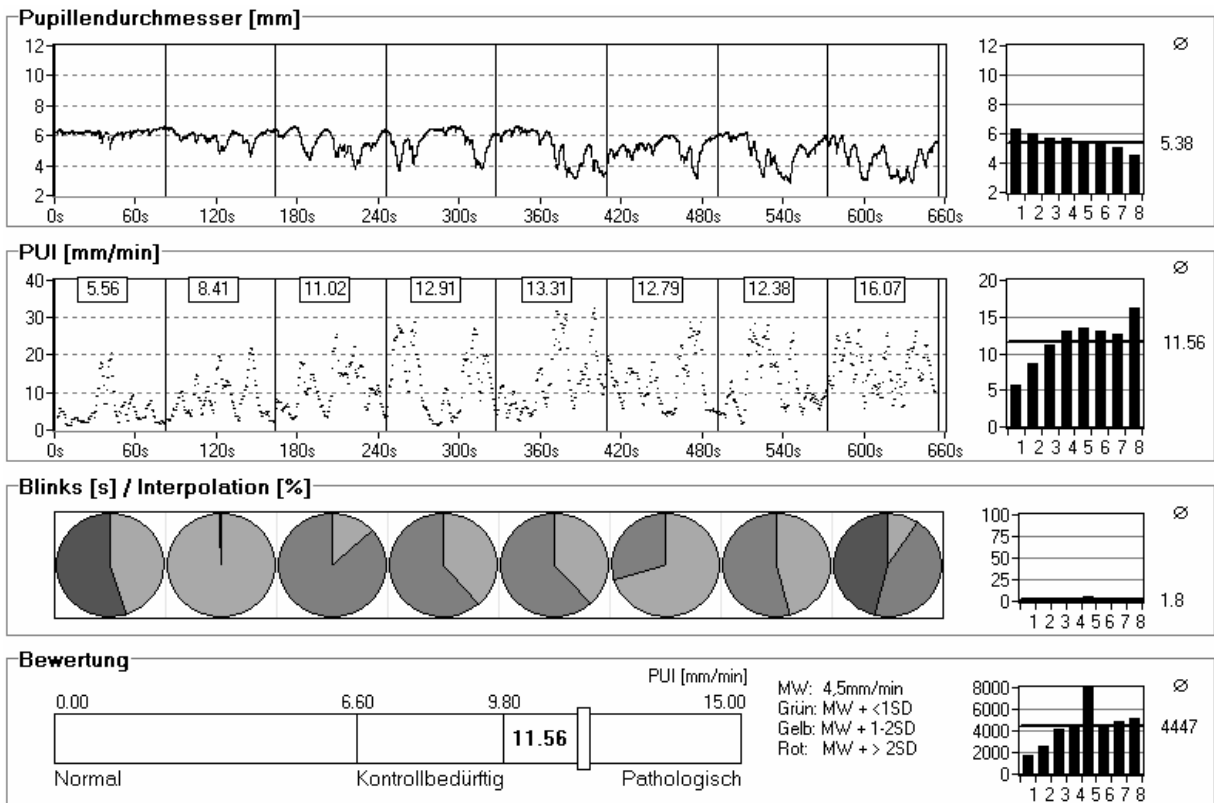 Pupillendurchmesser [mm]
12
10
8
6
4
2
0s 60s 120s 180s 240s 300s 360s 420s 480s 540s 600s 660s
12
10
8
6
4
2
1 2 3 4 5 6 7 8
Ø
5.38
PUI [mm/min]
40
30
20
10
0
5.56 8.41 11.02 12.91 13.31 12.79 12.38 16.07
0s 60s 120s 180s 240s 300s 360s 420s 480s 540s 600s 660s
20
15
10
5
0
1 2 3 4 5 6 7 8
Ø
11.56
Blinks [s] / Interpolation [%]
100
75
50
25
0
1 2 3 4 5 6 7 8
Ø
1.8
Bewertung
PUI [mm/min]
0.00 6.60 9.80 15.00
11.56
Normal Kontrollbedürftig Pathologisch
MW: 4,5mm/min
Grün: MW + <1SD
Gelb: MW + 1-2SD
Rot: MW + > 2SD
8000
6000
4000
2000
0
1 2 3 4 5 6 7 8
Ø
4447